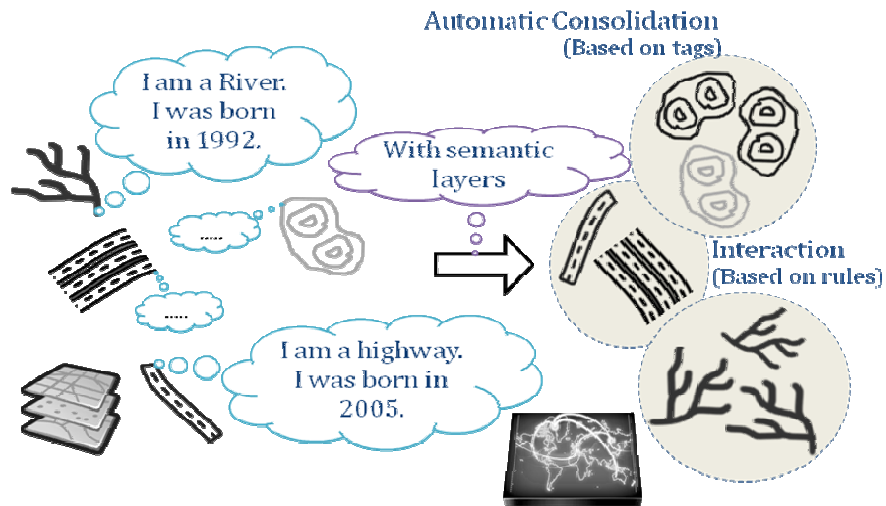 Automatic Consolidation
(Based on tags)
I am a River.
I was born
in 1992.
With semantic
layers
.....
Interaction
(Based on rules)
.....
I am a highway.
I was born in
2005.